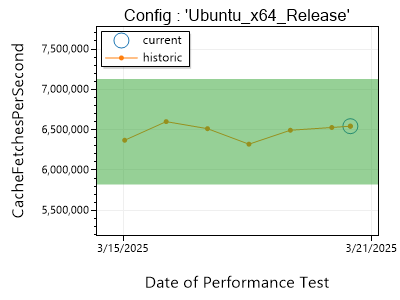 Config : 'Ubuntu_x64_Release'
current
historic
CacheFetchesPerSecond
7,500,000
7,000,000
6,500,000
6,000,000
5,500,000
3/15/2025
3/21/2025
Date of Performance Test